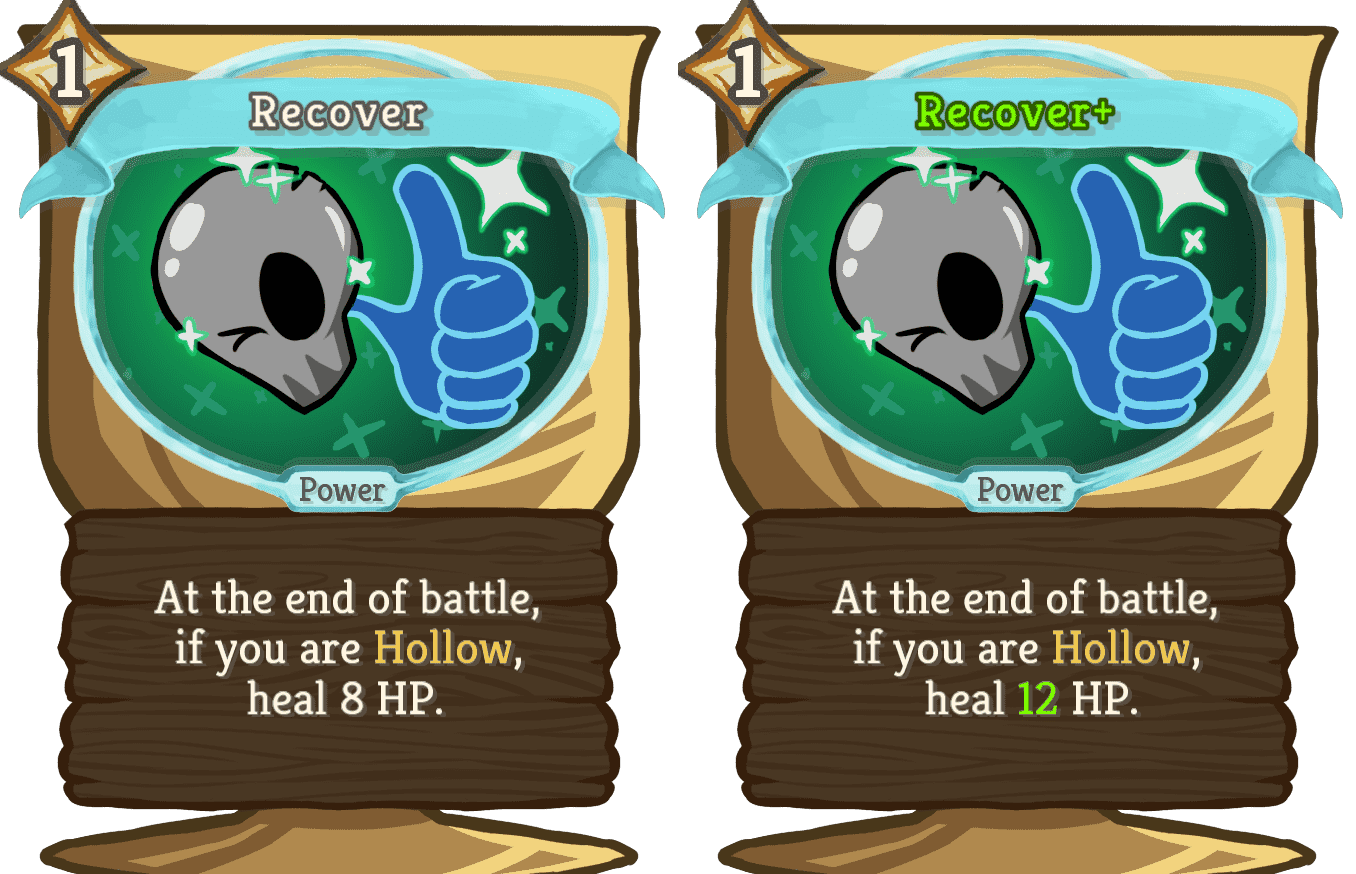 1
Recover
Power
At the end of battle,
if you are Hollow,
heal 8 HP.
1
Recover+
Power
At the end of battle,
if you are Hollow,
heal 12 HP.